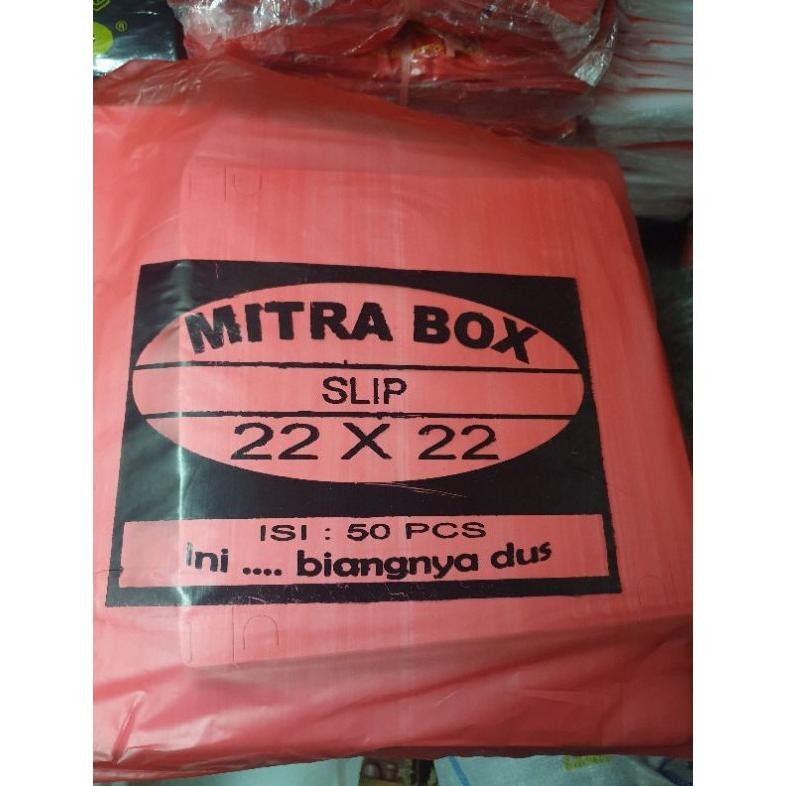 MITRA BOX
SLIP
22 X 22
ISI : 50 PCS
ini .... biangnya dus